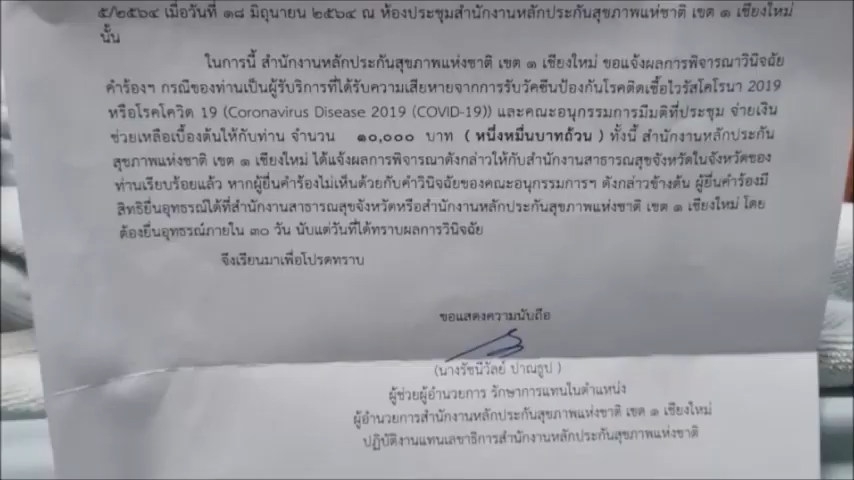 ๕/๒๕๖๔ เมื่อวันที่ ๑๘ มิถุนายน ๒๕๖๔ ณ ห้องประชุมสำนักงานหลักประกันสุขภาพแห่งชาติ เขต ๑ เชียงใหม่
นั้น
ในการนี้ สำนักงานหลักประกันสุขภาพแห่งชาติ เขต ๑ เชียงใหม่ ขอแจ้งผลการพิจารณาวินิจฉัย
คำร้องฯ กรณีของท่านเป็นผู้รับริการที่ได้รับความเสียหายจากการรับวัคซีนป้องกันโรคติดเชื้อไวรัสโคโรนา 2019
หรือโรคโควิด 19 (Coronavirus Disease 2019 (COVID-19)) และคณะอนุกรรมการมีมติที่ประชุม จ่ายเงิน
ช่วยเหลือเบื้องต้นให้กับท่าน จำนวน ๑๐,๐๐๐ บาท ( หนึ่งหมื่นบาทถ้วน ) ทั้งนี้ สำนักงานหลักประกัน
สุขภาพแห่งชาติ เขต ๑ เชียงใหม่ ได้แจ้งผลการพิจารณาดังกล่าวให้กับสำนักงานสาธารณสุขจังหวัดในจังหวัดของ
ท่านเรียบร้อยแล้ว หากผู้ยื่นคำร้องไม่เห็นด้วยกับคำวินิจฉัยของคณะอนุกรรมการฯ ดังกล่าวข้างต้น ผู้ยื่นคำร้องมี
สิทธิยื่นอุทธรณ์ได้ที่สำนักงานสาธารณสุขจังหวัดหรือสำนักงานหลักประกันสุขภาพแห่งชาติ เขต ๑ เชียงใหม่ โดย
ต้องยื่นอุทธรณ์ภายใน ๓๐ วัน นับแต่วันที่ได้ทราบผลการวินิจฉัย
จึงเรียนมาเพื่อโปรดทราบ
ขอแสดงความนับถือ
(นางรัชนีวัลย์ ปาณธูป )
ผู้ช่วยผู้อำนวยการ รักษาการแทนในตำแหน่ง
ผู้อำนวยการสำนักงานหลักประกันสุขภาพแห่งชาติ เขต ๑ เชียงใหม่
ปฏิบัติงานแทนเลขาธิการสำนักงานหลักประกันสุขภาพแห่งชาติ